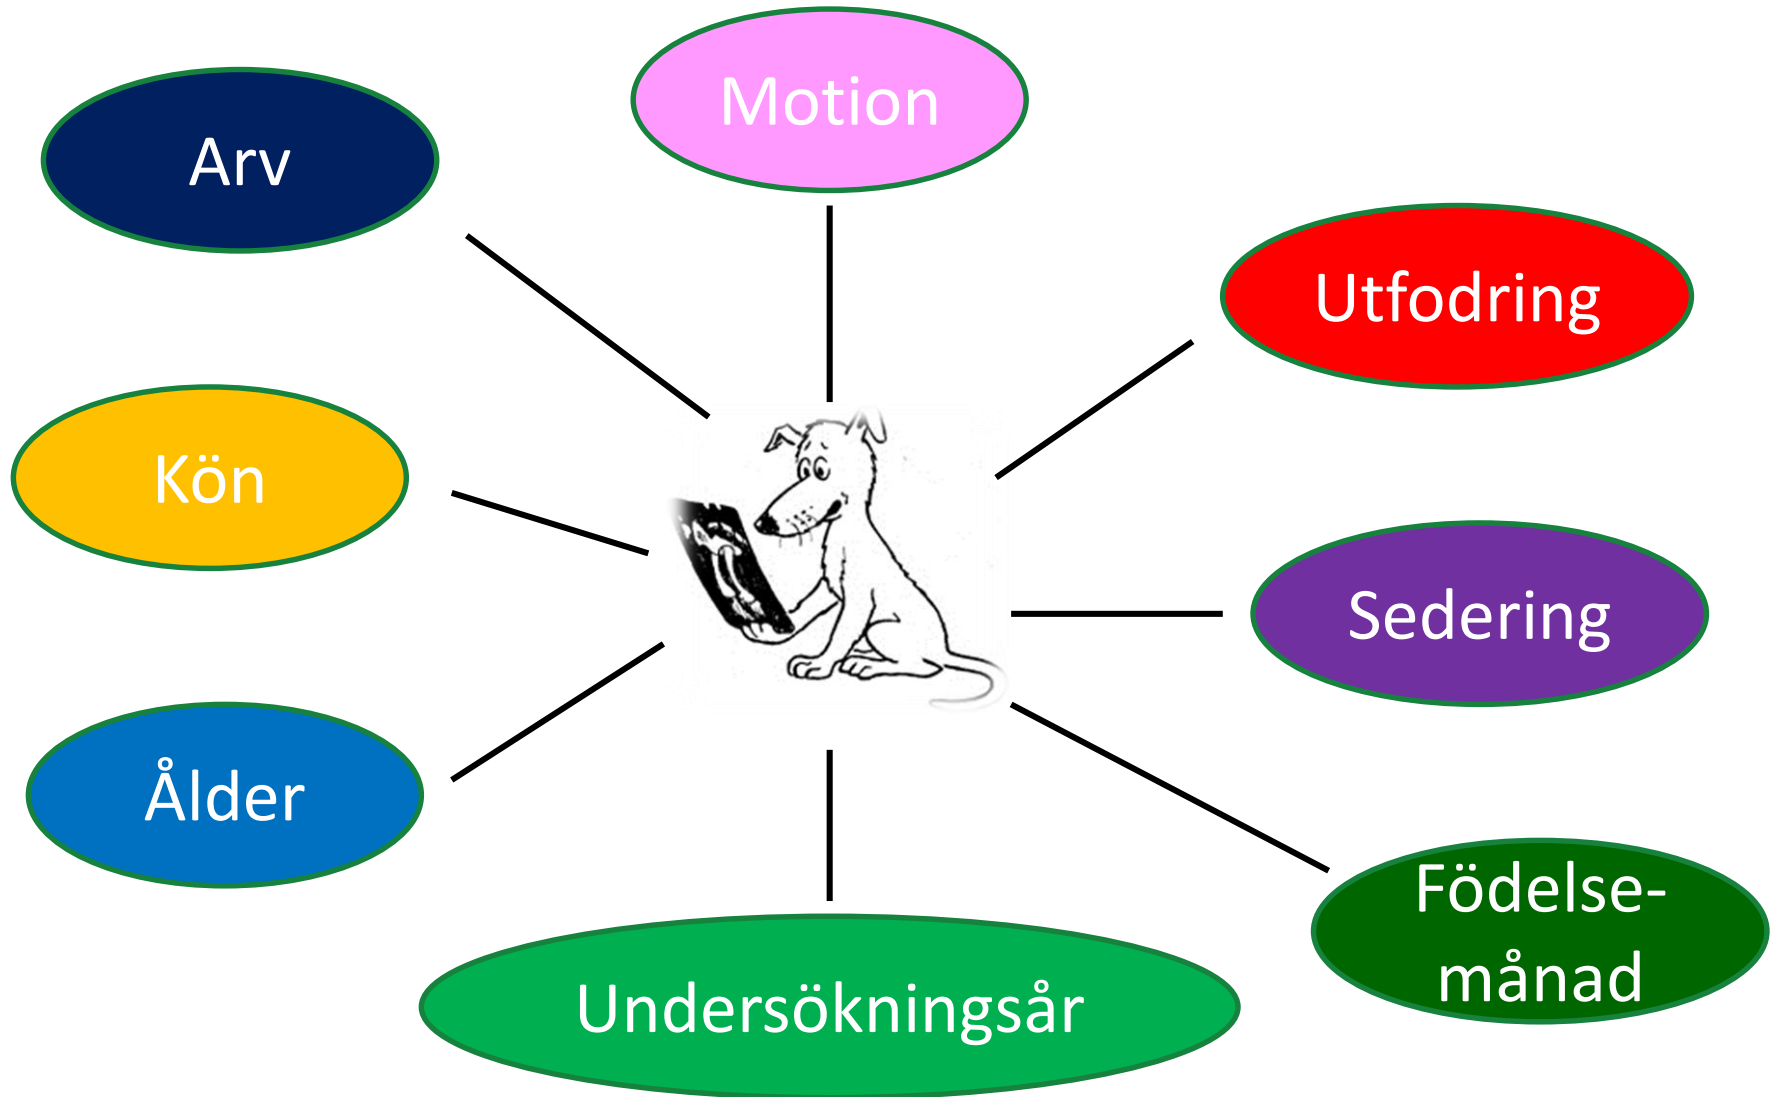 Motion
Arv
Utfodring
Kön
Sedering
Ålder
Födelse-
månad
Undersökningsår